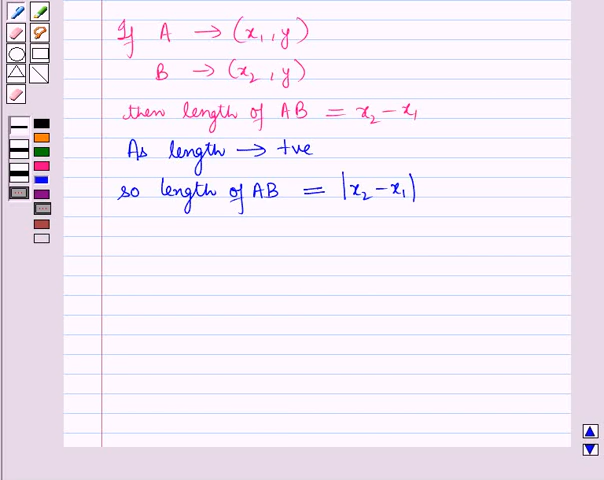 If A → (x₁, y)
B → (x₂, y)
then length of AB = x₂ - x₁
As length → +ve
so length of AB = |x₂ - x₁|